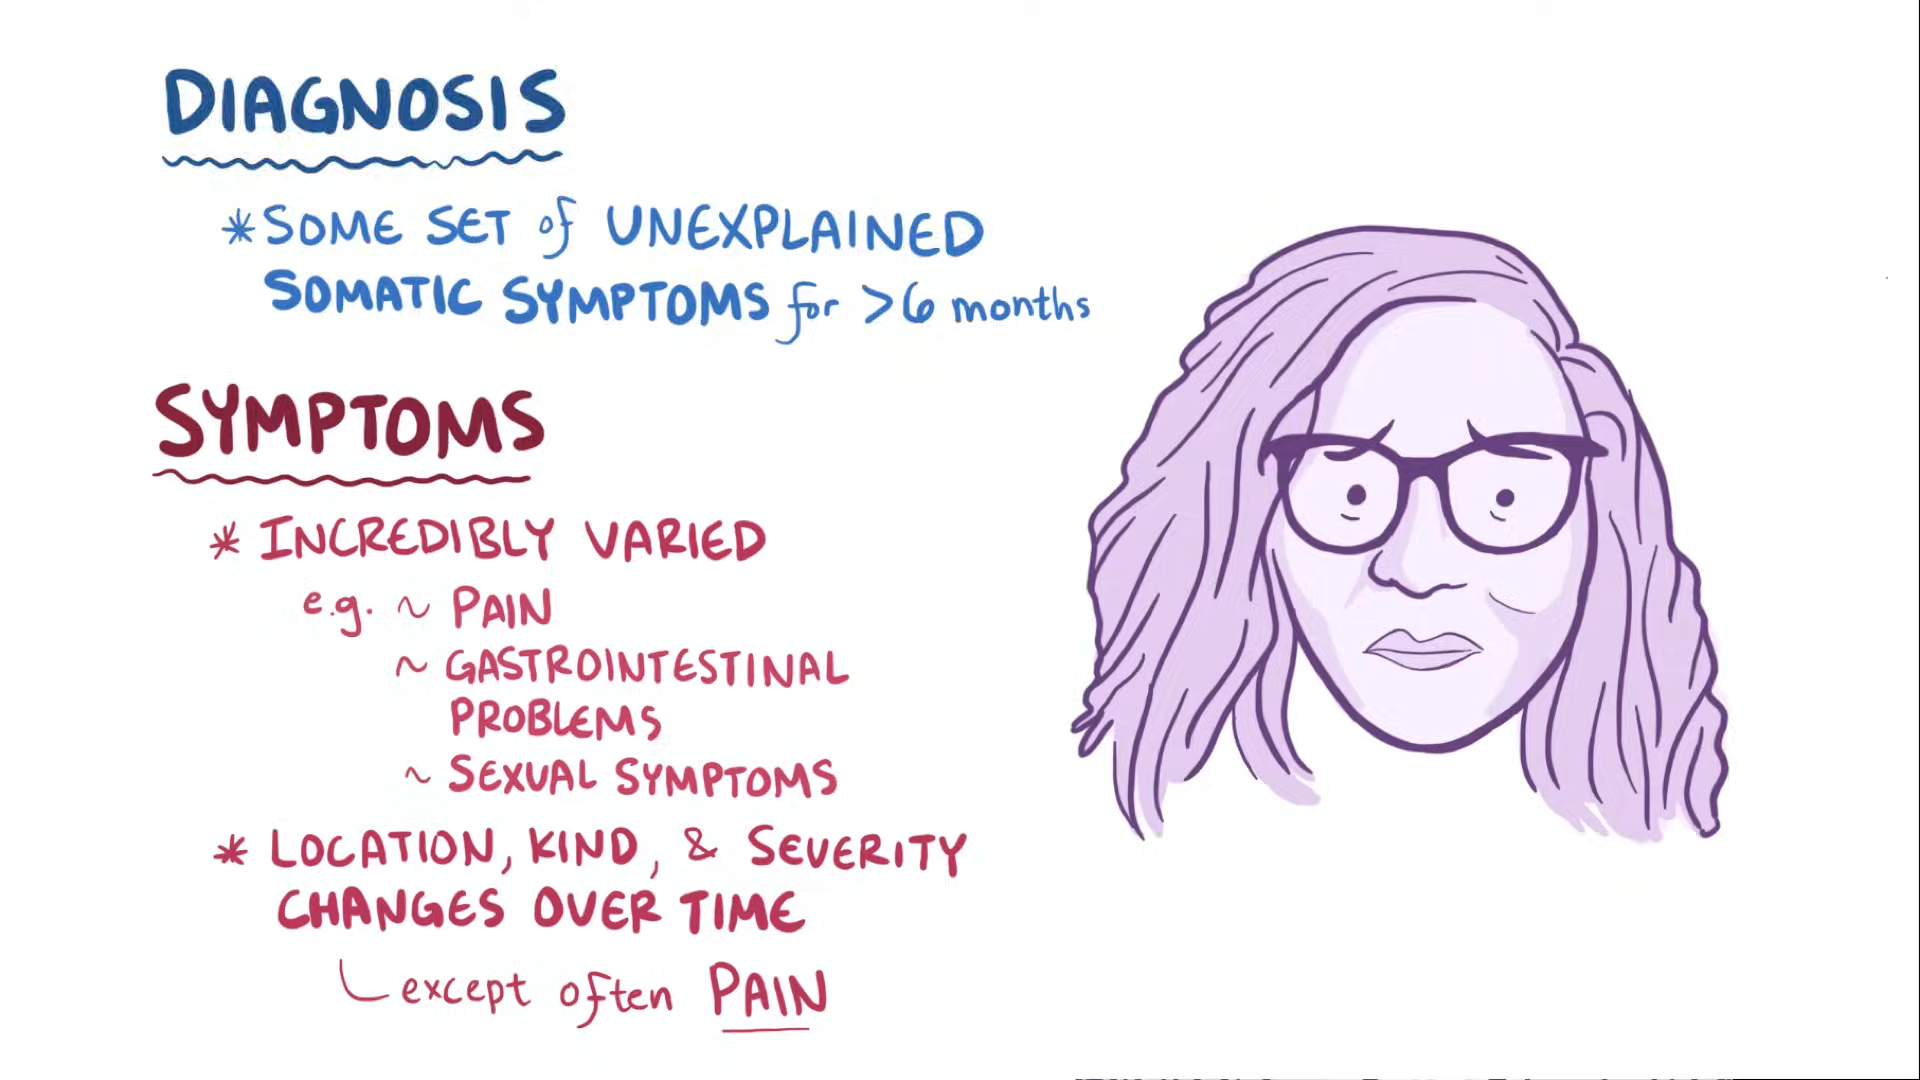 DIAGNOSIS
*SOME SET of UNEXPLAINED
SOMATIC SYMPTOMS for >6 months
SYMPTOMS
* INCREDIBLY VARIED
e.g. ~ PAIN
~ GASTROINTESTINAL
PROBLEMS
~ SEXUAL SYMPTOMS
* LOCATION, KIND, & SEVERITY
CHANGES OVER TIME
except often PAIN